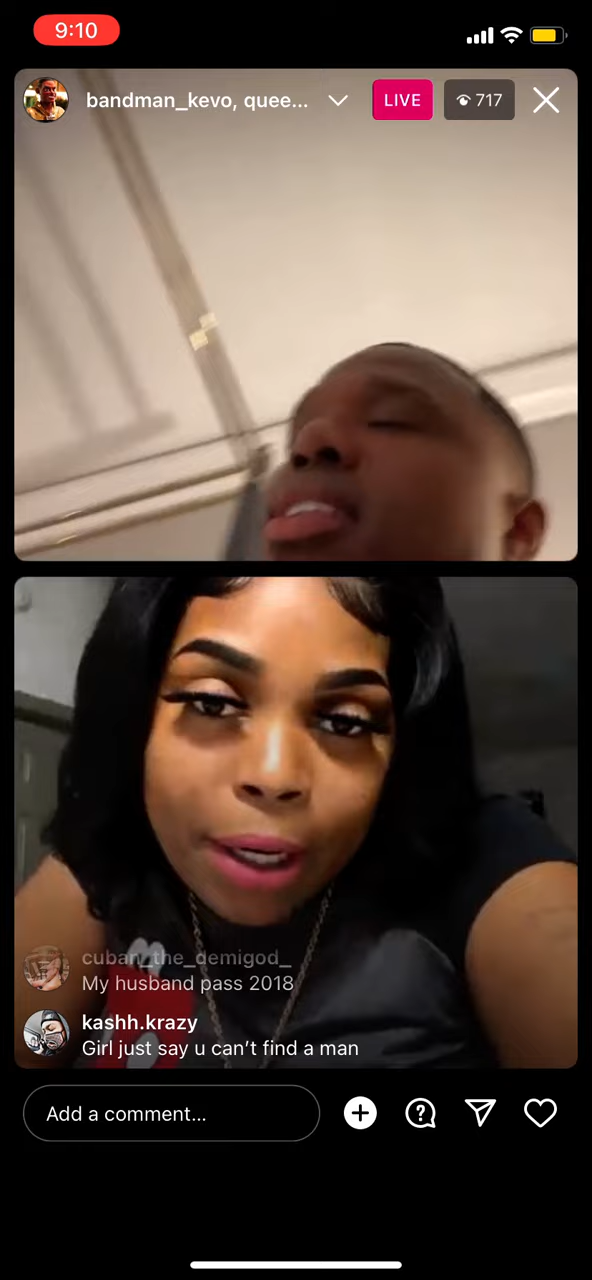 9:10
bandman_kevo, quee...
LIVE
717
cuban_the_demigod_
My husband pass 2018
kashh.krazy
Girl just say u can't find a man
Add a comment...